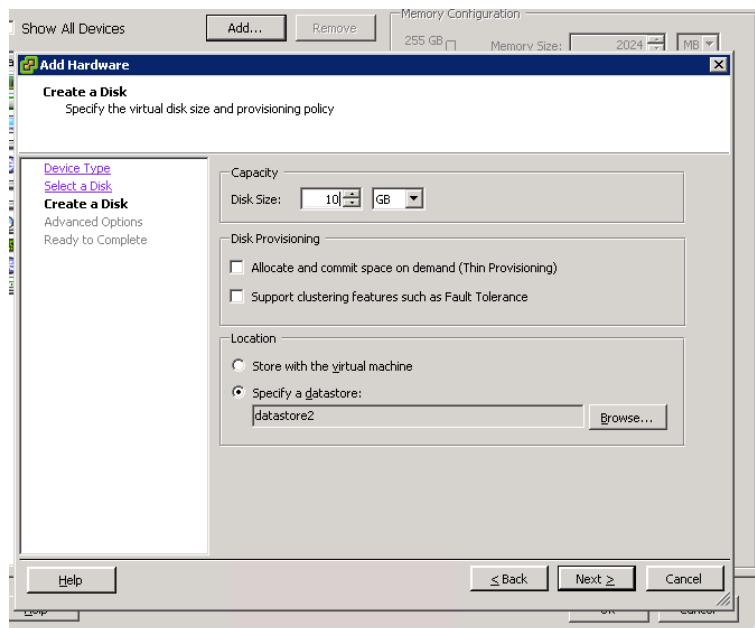 Show All Devices
Add...
Remove
Memory Configuration
255 GB
Memory Size:
2024
MB
Add Hardware
Create a Disk
Specify the virtual disk size and provisioning policy
Device Type
Select a Disk
Create a Disk
Advanced Options
Ready to Complete
Capacity
Disk Size:
10
GB
Disk Provisioning
Allocate and commit space on demand (Thin Provisioning)
Support clustering features such as Fault Tolerance
Location
Store with the virtual machine
Specify a datastore:
datastore2
Browse...
Help
< Back
Next >
Cancel